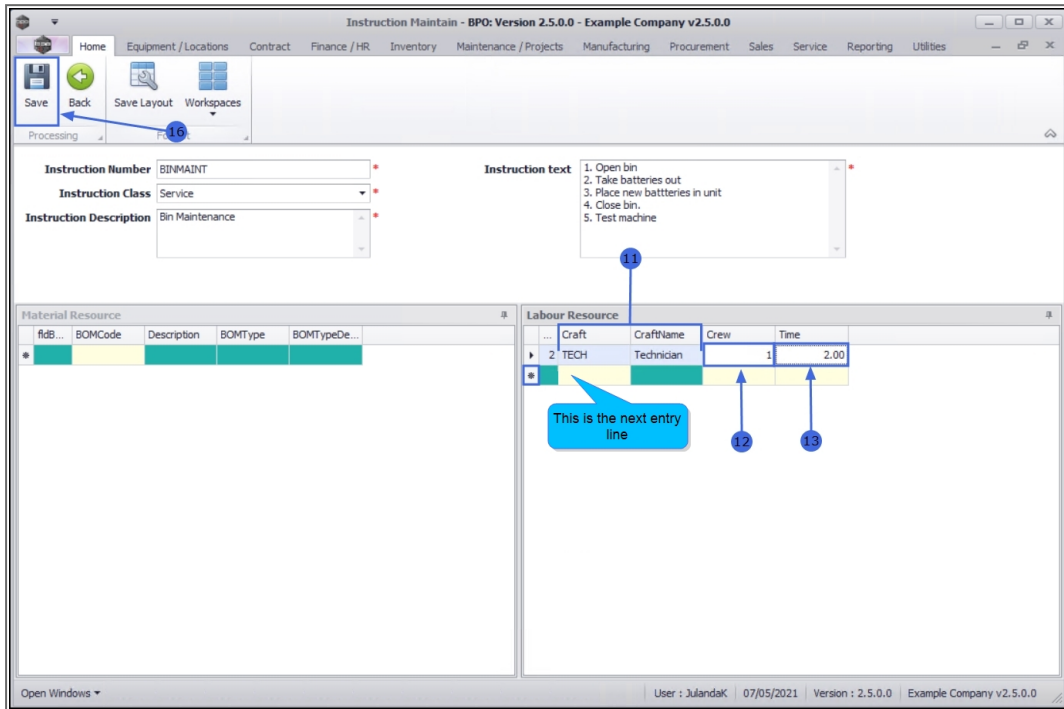 Instruction Maintain - BPO: Version 2.5.0.0 - Example Company v2.5.0.0
Home Equipment / Locations Contract Finance / HR Inventory Maintenance / Projects Manufacturing Procurement Sales Service Reporting Utilities
Save Back Save Layout Workspaces
Processing
16
Instruction Number BINMAINT *
Instruction Class Service *
Instruction Description Bin Maintenance *
Instruction text 1. Open bin *
2. Take batteries out
3. Place new battteries in unit
4. Close bin.
5. Test machine
11
Material Resource
fldB... BOMCode Description BOMType BOMTypeDe...
Labour Resource
... Craft CraftName Crew Time
2 TECH Technician 1 2.00
This is the next entry
line
12 13
Open Windows User : JulandaK 07/05/2021 Version : 2.5.0.0 Example Company v2.5.0.0